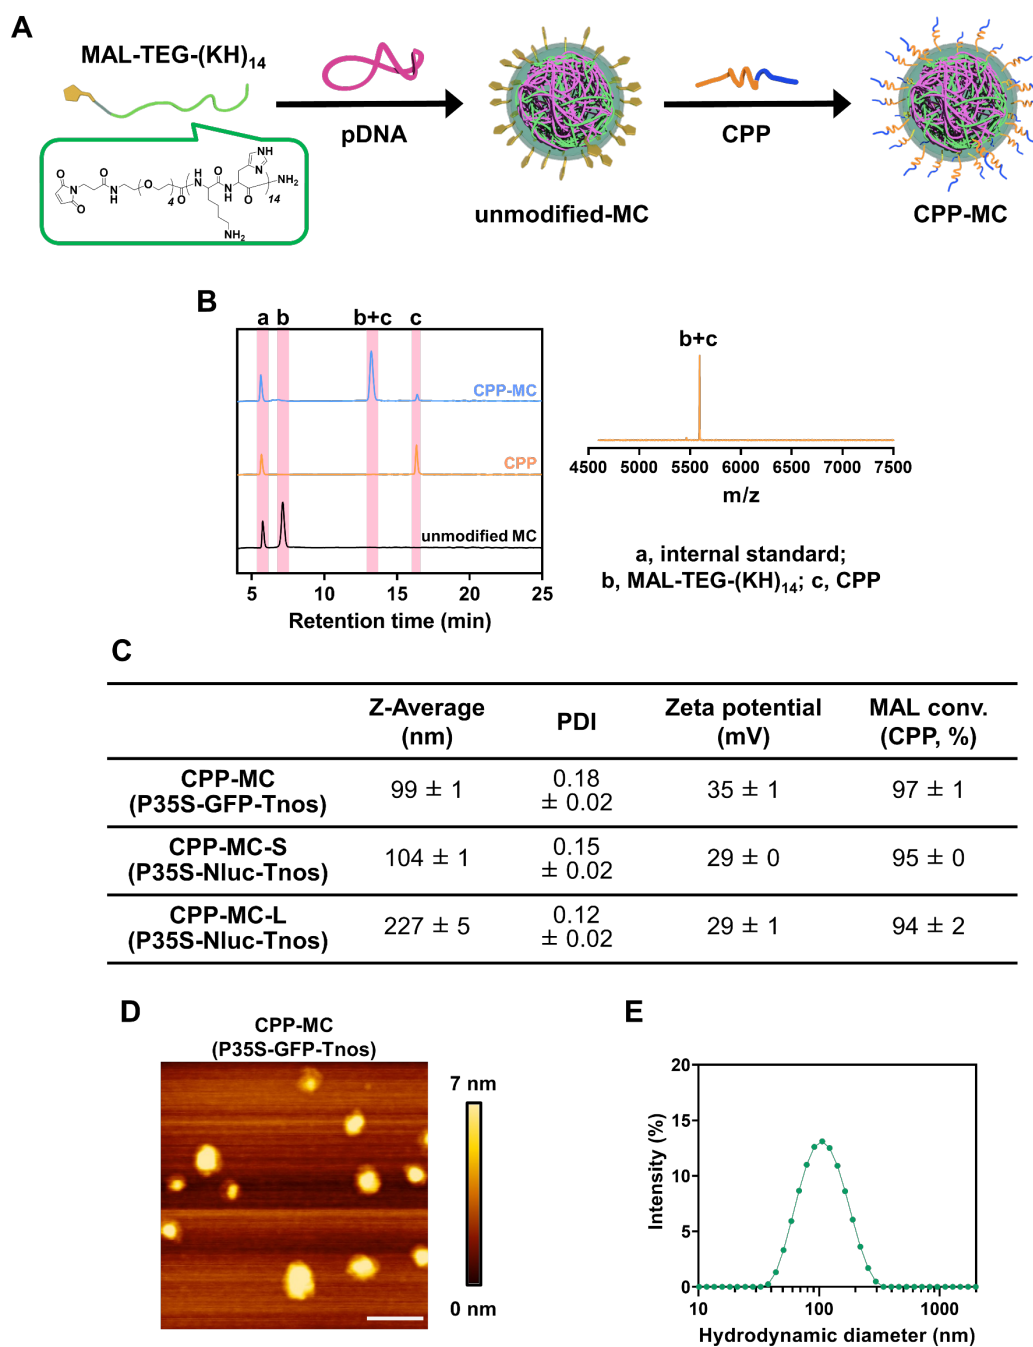 A
MAL-TEG-(KH)14
pDNA
CPP
N
O
O
O
N
H
O
4
O
H
N
O
N
H
O
NH
N
NH2
14
NH2
unmodified-MC
CPP-MC
B
a b b+c c
CPP-MC
CPP
unmodified MC
5 10 15 20 25
Retention time (min)
b+c
4500 5000 5500 6000 6500 7000 7500
m/z
a, internal standard;
b, MAL-TEG-(KH)14; c, CPP
C
Z-Average (nm) PDI Zeta potential (mV) MAL conv. (CPP, %)
CPP-MC (P35S-GFP-Tnos) 99 ± 1 0.18 ± 0.02 35 ± 1 97 ± 1
CPP-MC-S (P35S-Nluc-Tnos) 104 ± 1 0.15 ± 0.02 29 ± 0 95 ± 0
CPP-MC-L (P35S-Nluc-Tnos) 227 ± 5 0.12 ± 0.02 29 ± 1 94 ± 2
D
CPP-MC
(P35S-GFP-Tnos)
7 nm
0 nm
E
20
15
10
5
0
Intensity (%)
10 100 1000
Hydrodynamic diameter (nm)